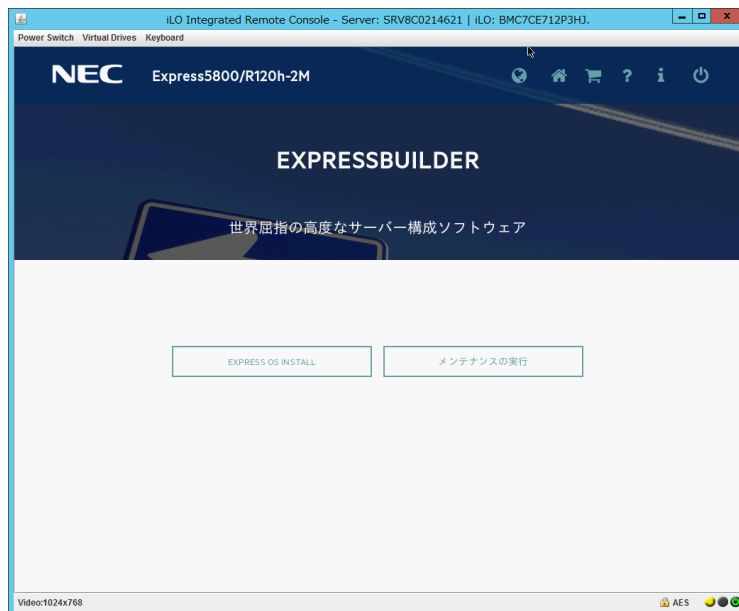 iLO Integrated Remote Console - Server: SRV8C0214621 | iLO: BMC7CE712P3HJ.
Power Switch Virtual Drives Keyboard
NEC Express5800/R120h-2M
EXPRESSBUILDER
世界屈指の高度なサーバー構成ソフトウェア
EXPRESS OS INSTALL メンテナンスの実行
Video:1024x768 AES